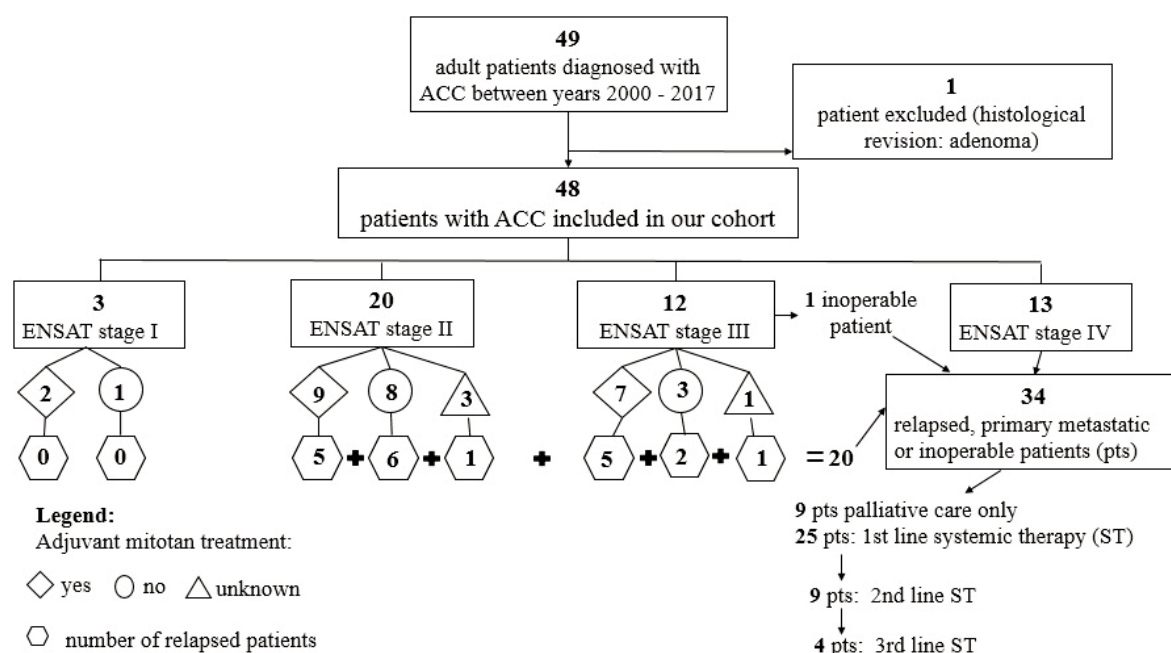 49
adult patients diagnosed with
ACC between years 2000 - 2017
1
patient excluded (histological
revision: adenoma)
48
patients with ACC included in our cohort
3
ENSAT stage I
20
ENSAT stage II
12
ENSAT stage III
1 inoperable
patient
13
ENSAT stage IV
2 1
9 8 3
7 3 1
0 0
5 + 6 + 1 + 5 + 2 + 1 = 20
34
relapsed, primary metastatic
or inoperable patients (pts)
9 pts palliative care only
25 pts: 1st line systemic therapy (ST)
9 pts: 2nd line ST
4 pts: 3rd line ST
Legend:
Adjuvant mitotan treatment:
yes no unknown
number of relapsed patients